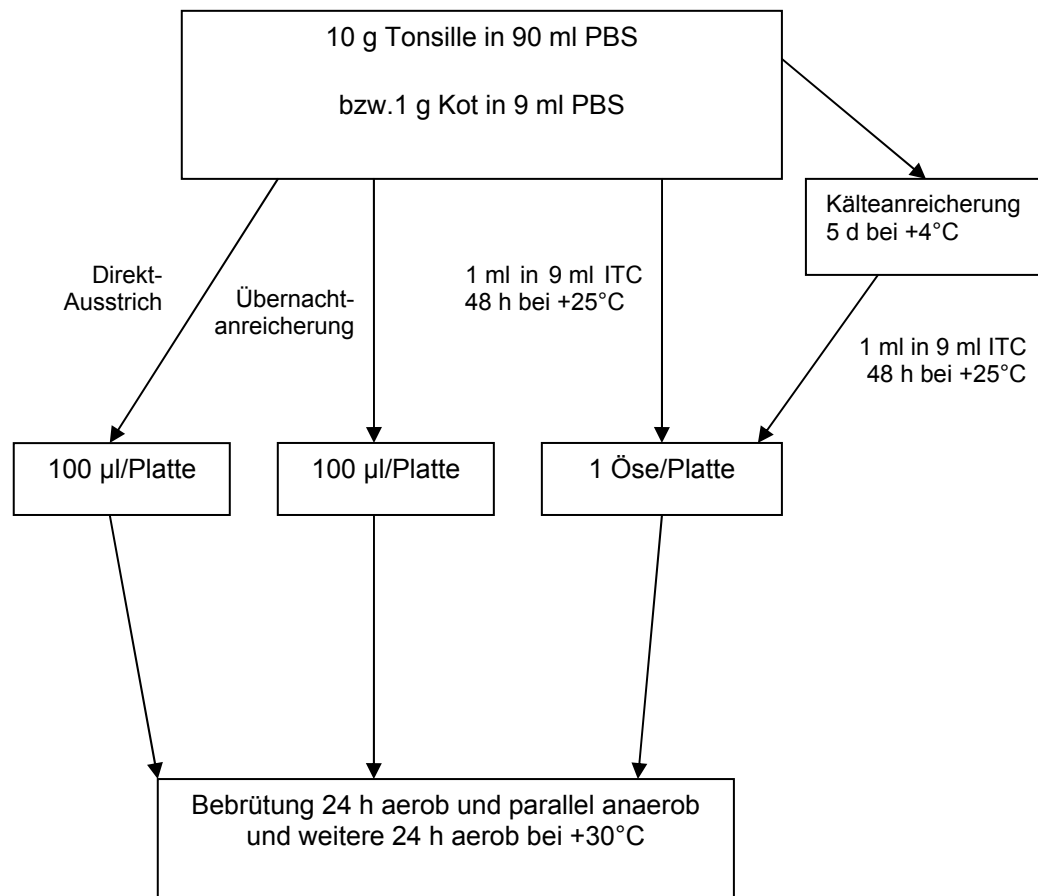 10 g Tonsille in 90 ml PBS
bzw.1 g Kot in 9 ml PBS
Kälteanreicherung
5 d bei +4°C
Direkt-
Ausstrich
Übernacht-
anreicherung
1 ml in 9 ml ITC
48 h bei +25°C
1 ml in 9 ml ITC
48 h bei +25°C
100 µl/Platte
100 µl/Platte
1 Öse/Platte
Bebrütung 24 h aerob und parallel anaerob
und weitere 24 h aerob bei +30°C